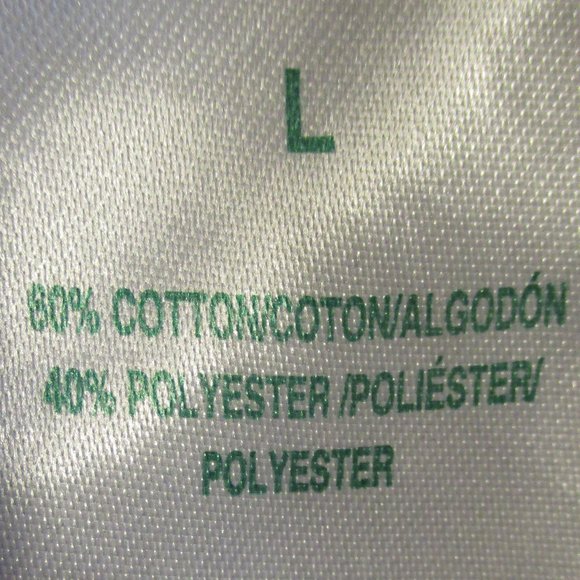 L
60% COTTON/COTON/ALGODÓN
40% POLYESTER /POLIÉSTER/
POLYESTER